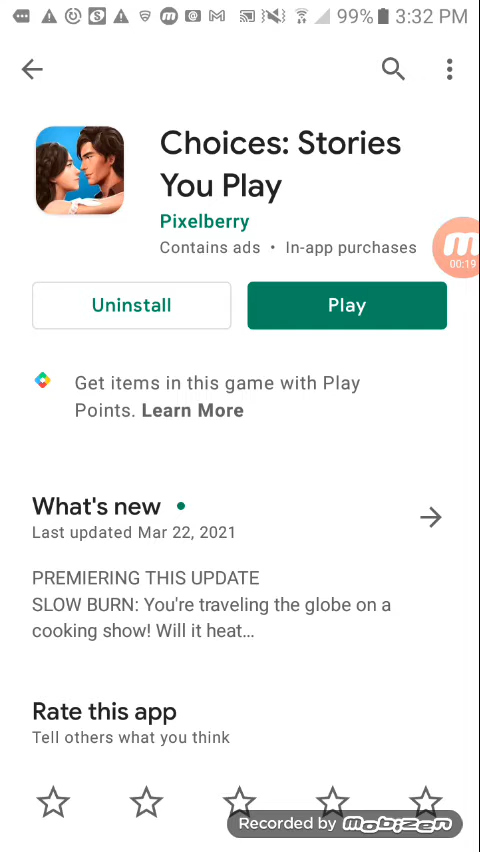 99% 3:32 PM
Choices: Stories
You Play
Pixelberry
Contains ads • In-app purchases
00:19
Uninstall
Play
Get items in this game with Play
Points. Learn More
What's new
Last updated Mar 22, 2021
PREMIERING THIS UPDATE
SLOW BURN: You're traveling the globe on a
cooking show! Will it heat...
Rate this app
Tell others what you think
Recorded by mobizen